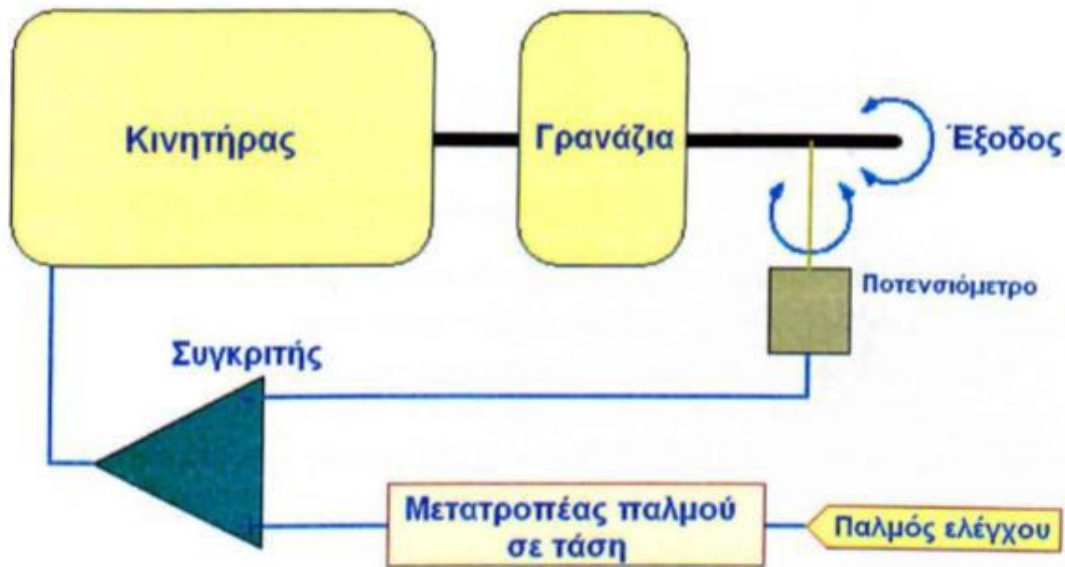 Κινητήρας
Γρανάζια
Έξοδος
Ποτενσιόμετρο
Συγκριτής
-
+
Μετατροπέας παλμού
σε τάση
Παλμός ελέγχου